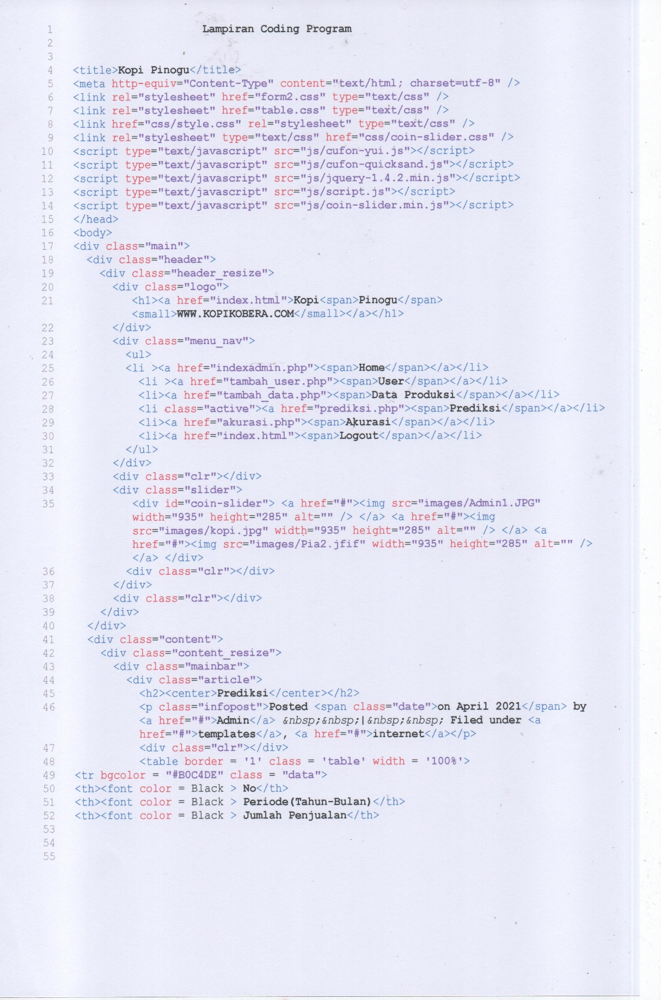 1 Lampiran Coding Program
2
3
4 <title>Kopi Pinogu</title>
5 <meta http-equiv="Content-Type" content="text/html; charset=utf-8" />
6 <link rel="stylesheet" href="form2.css" type="text/css" />
7 <link rel="stylesheet" href="table.css" type="text/css" />
8 <link href="css/style.css" rel="stylesheet" type="text/css" />
9 <link rel="stylesheet" type="text/css" href="css/coin-slider.css" />
10 <script type="text/javascript" src="js/cufon-yui.js"></script>
11 <script type="text/javascript" src="js/cufon-quicksand.js"></script>
12 <script type="text/javascript" src="js/jquery-1.4.2.min.js"></script>
13 <script type="text/javascript" src="js/script.js"></script>
14 <script type="text/javascript" src="js/coin-slider.min.js"></script>
15 </head>
16 <body>
17 <div class="main">
18 <div class="header">
19 <div class="header_resize">
20 <div class="logo">
21 <h1><a href="index.html">Kopi<span>Pinogu</span>
<small>WWW.KOPIKOBERA.COM</small></a></h1>
22 </div>
23 <div class="menu_nav">
24 <ul>
25 <li ><a href="indexadmin.php"><span>Home</span></a></li>
26 <li ><a href="tambah_user.php"><span>User</span></a></li>
27 <li><a href="tambah_data.php"><span>Data Produksi</span></a></li>
28 <li class="active"><a href="prediksi.php"><span>Prediksi</span></a></li>
29 <li><a href="akurasi.php"><span>Akurasi</span></a></li>
30 <li><a href="index.html"><span>Logout</span></a></li>
31 </ul>
32 </div>
33 <div class="clr"></div>
34 <div class="slider">
35 <div id="coin-slider"> <a href="#"><img src="images/Admin1.JPG"
width="935" height="285" alt="" /> </a> <a href="#"><img
src="images/kopi.jpg" width="935" height="285" alt="" /> </a> <a
href="#"><img src="images/Pia2.jfif" width="935" height="285" alt="" />
</a> </div>
36 <div class="clr"></div>
37 </div>
38 <div class="clr"></div>
39 </div>
40 </div>
41 <div class="content">
42 <div class="content_resize">
43 <div class="mainbar">
44 <div class="article">
45 <h2><center>Prediksi</center></h2>
46 <p class="infopost">Posted <span class="date">on April 2021</span> by
<a href="#">Admin</a> &nbsp;&nbsp;|&nbsp;&nbsp; Filed under <a
href="#">templates</a>, <a href="#">internet</a></p>
47 <div class="clr"></div>
48 <table border = '1' class = 'table' width = '100%'>
49 <tr bgcolor = "#B0C4DE" class = "data">
50 <th><font color = Black > No</th>
51 <th><font color = Black > Periode(Tahun-Bulan)</th>
52 <th><font color = Black > Jumlah Penjualan</th>
53
54
55